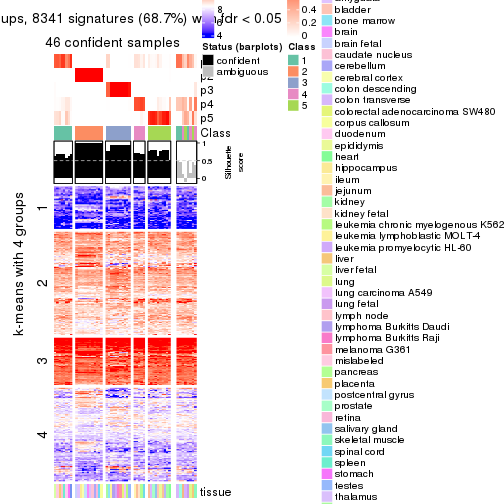 ups, 8341 signatures (68.7%) with fdr < 0.05
46 confident samples
p3
p4
p5
Class
1
0.5
0
Silhouette
score
k-means with 4 groups
1
2
3
4
tissue
8
6
0.4
0.2
0
Status (barplots)
confident
ambiguous
Class
1
2
3
4
5
bladder
bone marrow
brain
brain fetal
caudate nucleus
cerebellum
cerebral cortex
colon descending
colon transverse
colorectal adenocarcinoma SW480
corpus callosum
duodenum
epididymis
heart
hippocampus
ileum
jejunum
kidney
kidney fetal
leukemia chronic myelogenous K562
leukemia lymphoblastic MOLT-4
leukemia promyelocytic HL-60
liver
liver fetal
lung
lung carcinoma A549
lung fetal
lymph node
lymphoma Burkitts Daudi
lymphoma Burkitts Raji
melanoma G361
mislabeled
pancreas
placenta
postcentral gyrus
prostate
retina
salivary gland
skeletal muscle
spinal cord
spleen
stomach
testes
thalamus